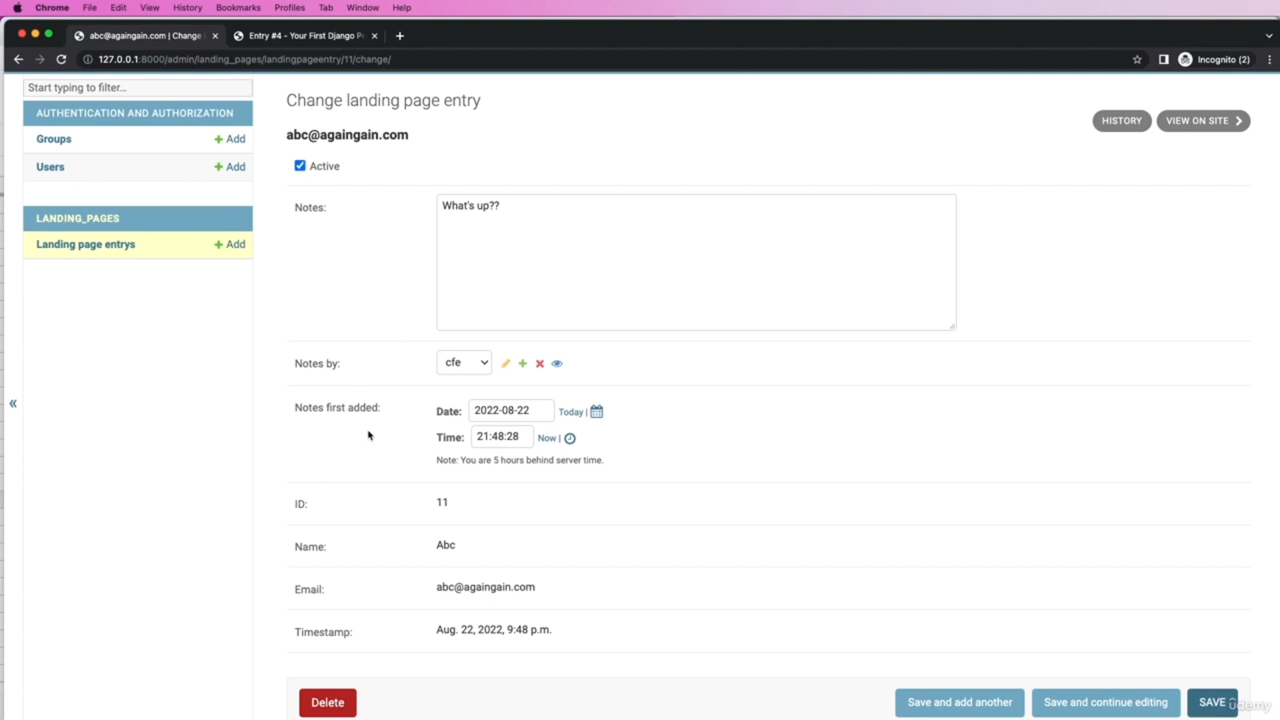 Chrome File Edit View History Bookmarks Profiles Tab Window Help
abc@againgain.com | Change Entry #4 - Your First Django Pr
127.0.0.1:8000/admin/landing_pages/landingpageentry/11/change/ Incognito (2)
Start typing to filter...
AUTHENTICATION AND AUTHORIZATION
Groups + Add
Users + Add
LANDING_PAGES
Landing page entrys + Add
«
Change landing page entry
HISTORY VIEW ON SITE
abc@againgain.com
Active
Notes: What's up??
Notes by: cfe
Notes first added: Date: 2022-08-22 Today |
Time: 21:48:28 Now |
Note: You are 5 hours behind server time.
ID: 11
Name: Abc
Email: abc@againgain.com
Timestamp: Aug. 22, 2022, 9:48 p.m.
Delete Save and add another Save and continue editing SAVE
Udemy